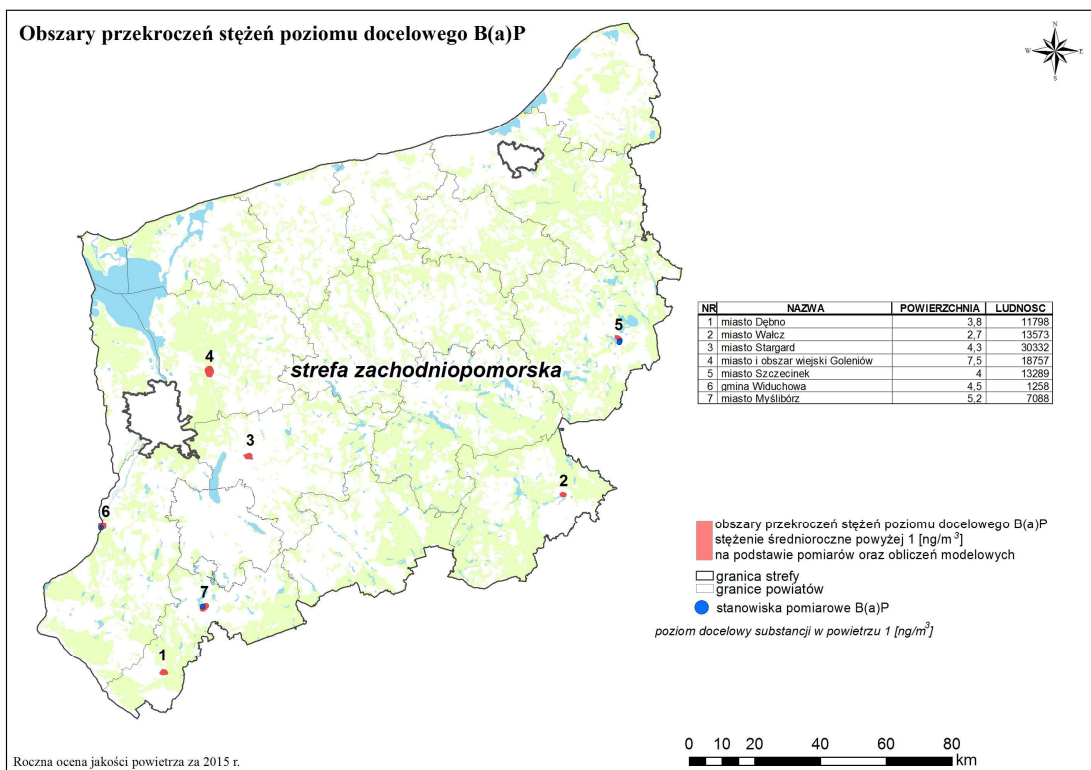 Obszary przekroczeń stężeń poziomu docelowego B(a)P
N
W
E
S
5
4
strefa zachodniopomorska
3
2
6
7
1
NR NAZWA POWIERZCHNIA LUDNOSC
1 miasto Dębno 3,8 11798
2 miasto Wałcz 2,7 13573
3 miasto Stargard 4,3 30332
4 miasto i obszar wiejski Goleniów 7,5 18757
5 miasto Szczecinek 4 13289
6 gmina Widuchowa 4,5 1258
7 miasto Myślibórz 5,2 7088
obszary przekroczeń stężeń poziomu docelowego B(a)P
stężenie średnioroczne powyżej 1 [ng/m³]
na podstawie pomiarów oraz obliczeń modelowych
granica strefy
granice powiatów
stanowiska pomiarowe B(a)P
poziom docelowy substancji w powietrzu 1 [ng/m³]
0 10 20 40 60 80
km
Roczna ocena jakości powietrza za 2015 r.